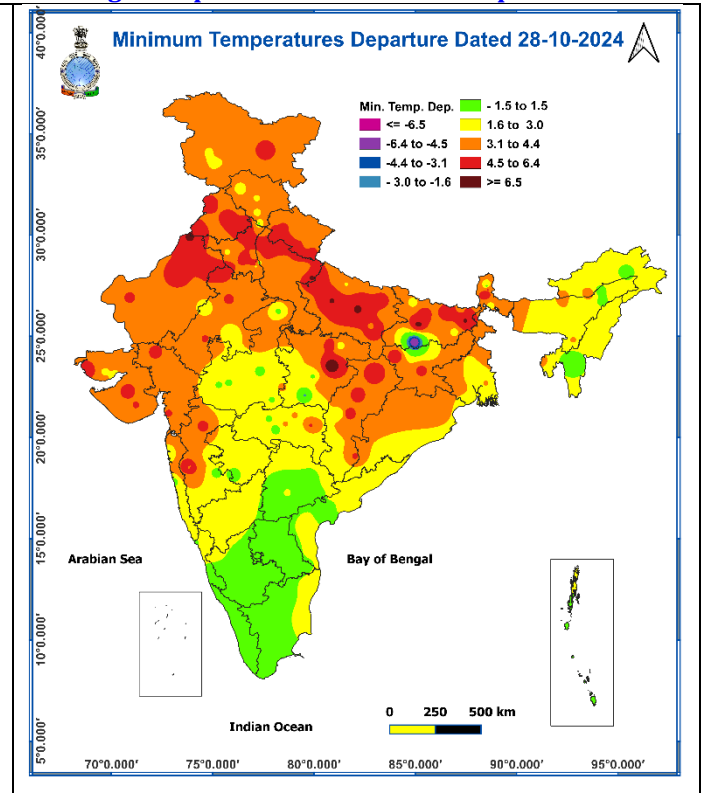 Minimum Temperatures Departure Dated 28-10-2024
Min. Temp. Dep.
<= -6.5
-6.4 to -4.5
-4.4 to -3.1
- 3.0 to -1.6
- 1.5 to 1.5
1.6 to 3.0
3.1 to 4.4
4.5 to 6.4
>= 6.5
40°0.000'
35°0.000'
30°0.000'
25°0.000'
20°0.000'
15°0.000'
10°0.000'
5°0.000'
Arabian Sea
Bay of Bengal
Indian Ocean
0 250 500 km
70°0.000' 75°0.000' 80°0.000' 85°0.000' 90°0.000' 95°0.000'